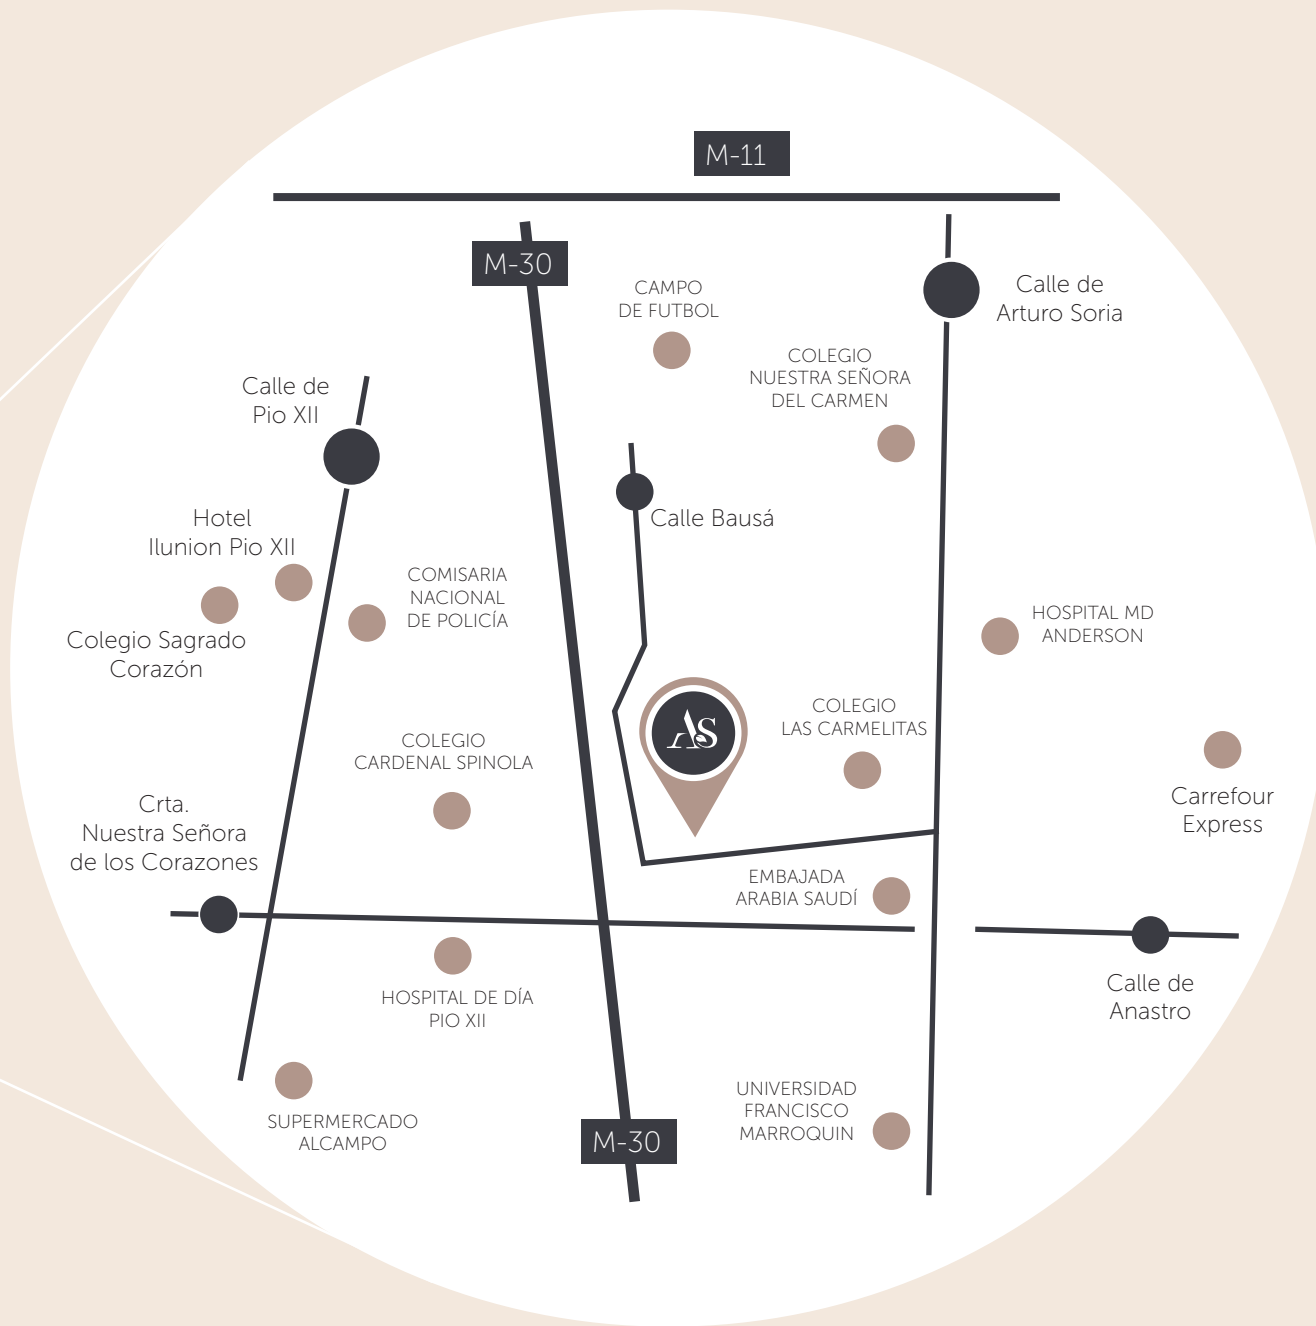 M-11
M-30
CAMPO
DE FUTBOL
Calle de
Arturo Soria
COLEGIO
NUESTRA SEÑORA
DEL CARMEN
Calle de
Pio XII
Hotel
Ilunion Pio XII
Calle Bausá
COMISARIA
NACIONAL
DE POLICÍA
Colegio Sagrado
Corazón
HOSPITAL MD
ANDERSON
AS
COLEGIO
LAS CARMELITAS
COLEGIO
CARDENAL SPINOLA
Carrefour
Express
Crta.
Nuestra Señora
de los Corazones
EMBAJADA
ARABIA SAUDÍ
HOSPITAL DE DÍA
PIO XII
Calle de
Anastro
SUPERMERCADO
ALCAMPO
UNIVERSIDAD
FRANCISCO
MARROQUIN
M-30